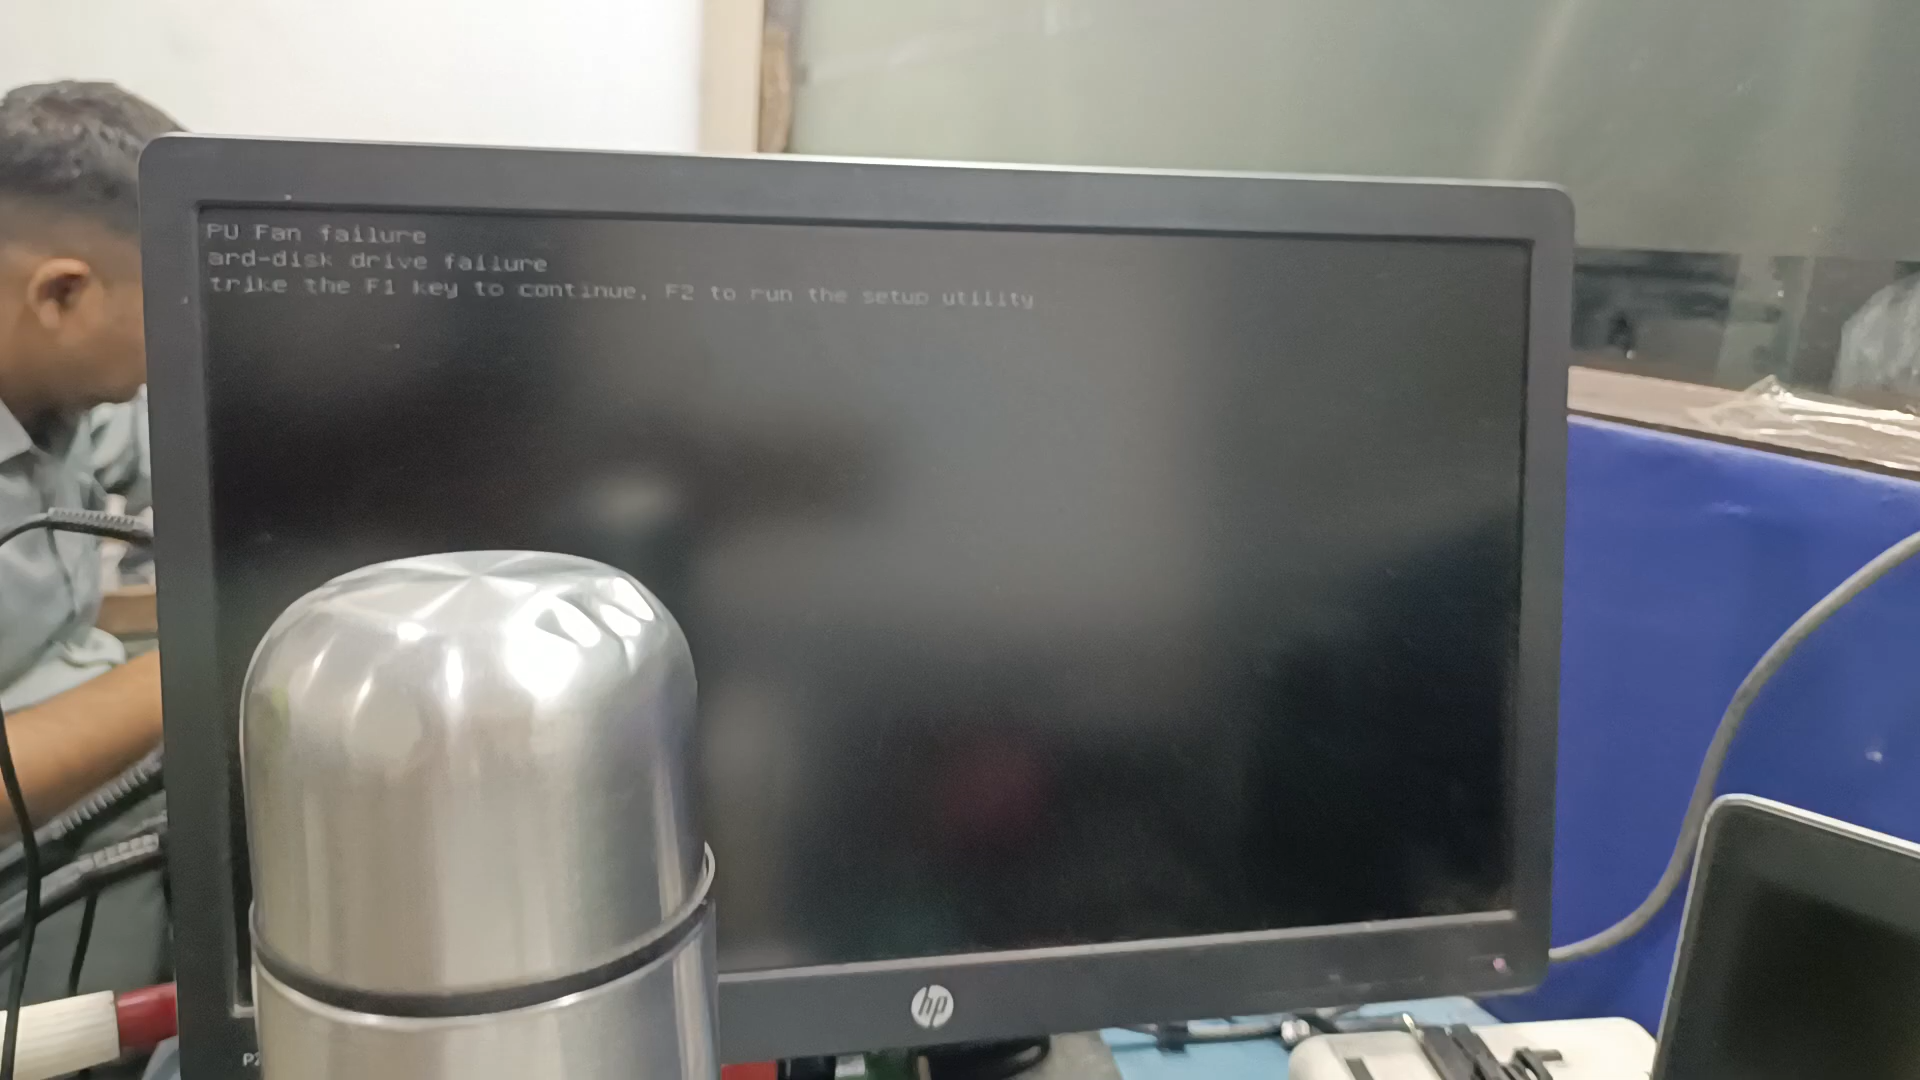 PU Fan failure
ard-disk drive failure
trike the F1 key to continue, F2 to run the setup utility
hp